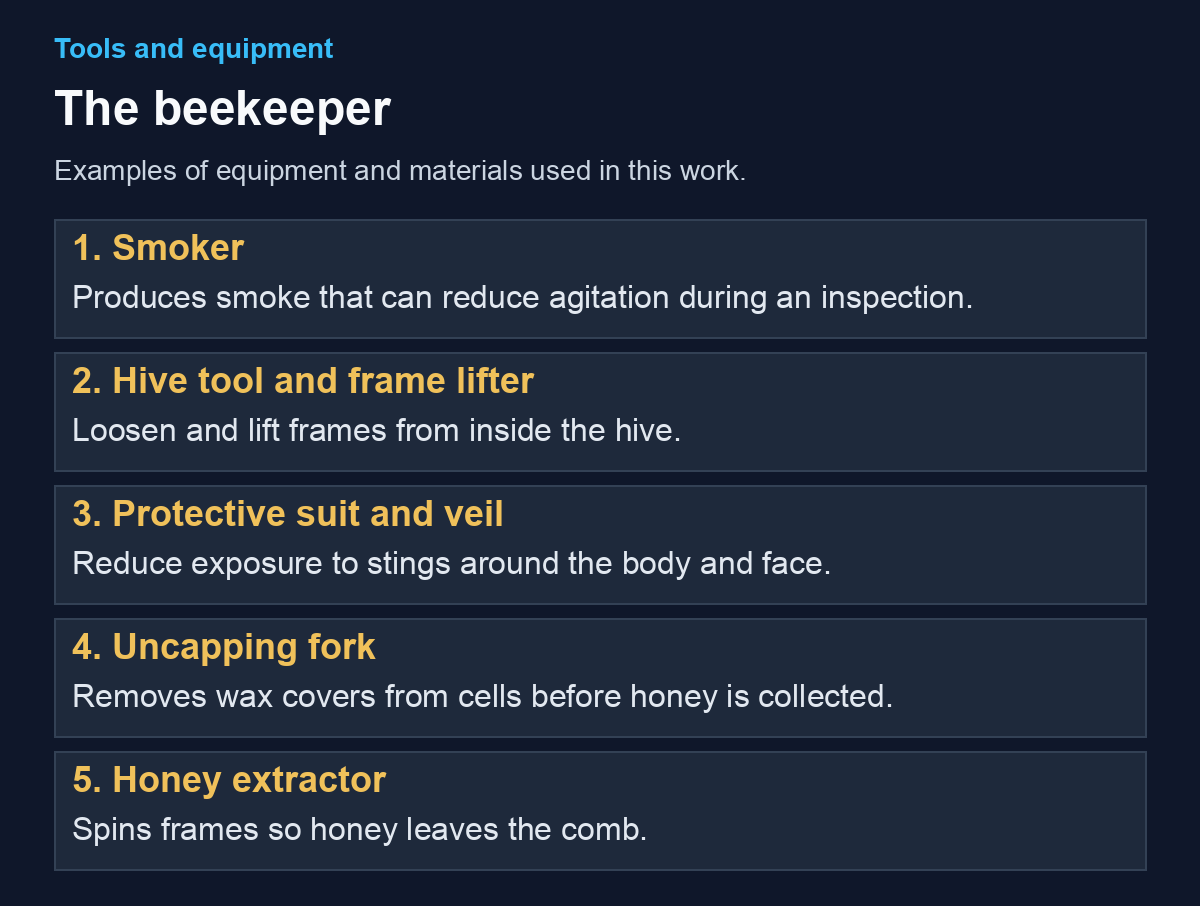 Tools and equipment
The beekeeper
Examples of equipment and materials used in this work.
1. Smoker
Produces smoke that can reduce agitation during an inspection.
2. Hive tool and frame lifter
Loosen and lift frames from inside the hive.
3. Protective suit and veil
Reduce exposure to stings around the body and face.
4. Uncapping fork
Removes wax covers from cells before honey is collected.
5. Honey extractor
Spins frames so honey leaves the comb.